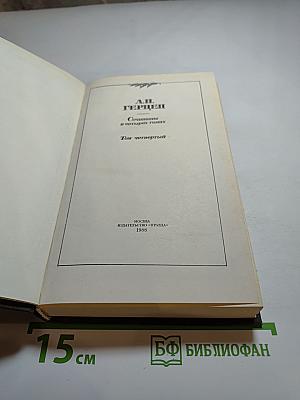 А.И.
ГЕРЦЕН
Сочинения
в четырех томах
Том четвертый
МОСКВА
ИЗДАТЕЛЬСТВО «ПРАВДА»
1988
15 см
БФ БИБЛИОФАН